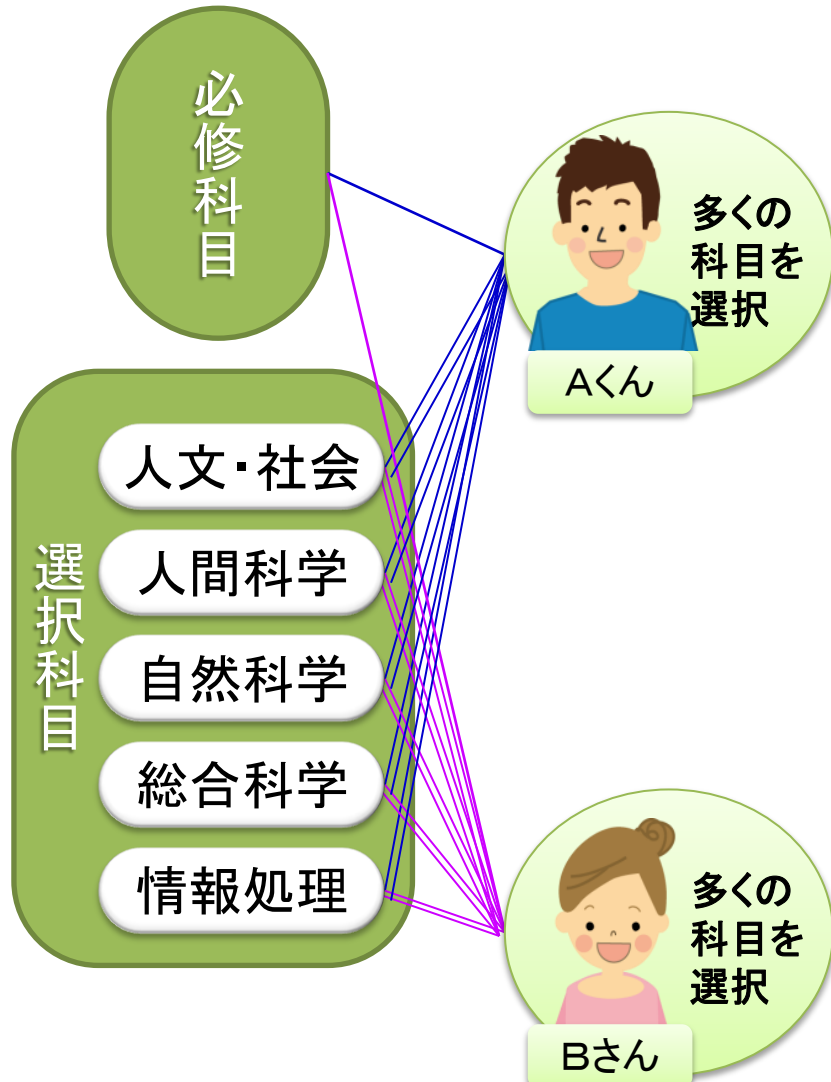 必修科目
多くの
科目を
選択
Aくん
選択科目
人文・社会
人間科学
自然科学
総合科学
情報処理
多くの
科目を
選択
Bさん